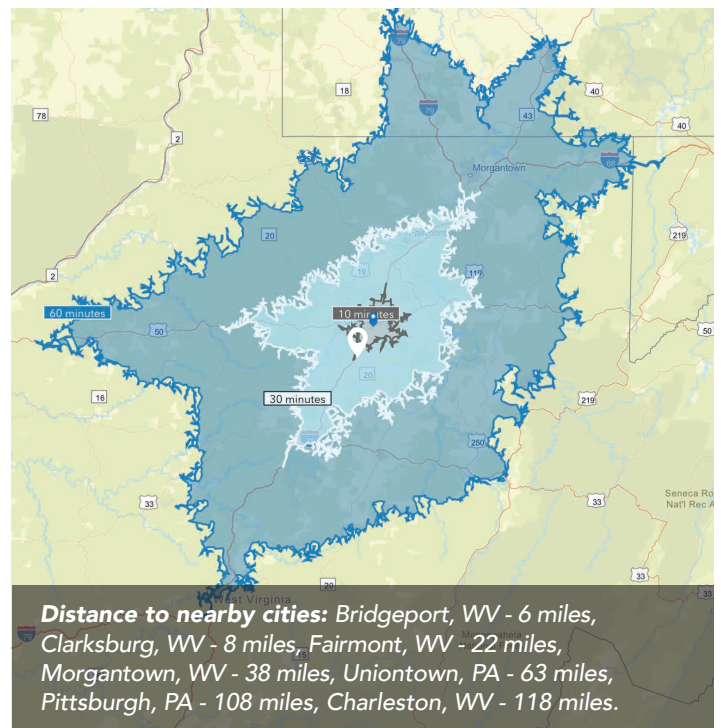 79
18
40
78
79
43
2
40
68
Morgantown
20
219
Fairmont
119
19
2
60 minutes
10 minutes
50
50
20
30 minutes
16
219
250
Seneca Ro
Nat'l Rec A
33
33
33
20
West Virginia
79
15
Distance to nearby cities: Bridgeport, WV - 6 miles,
Clarksburg, WV - 8 miles, Fairmont, WV - 22 miles,
Morgantown, WV - 38 miles, Uniontown, PA - 63 miles,
Pittsburgh, PA - 108 miles, Charleston, WV - 118 miles.